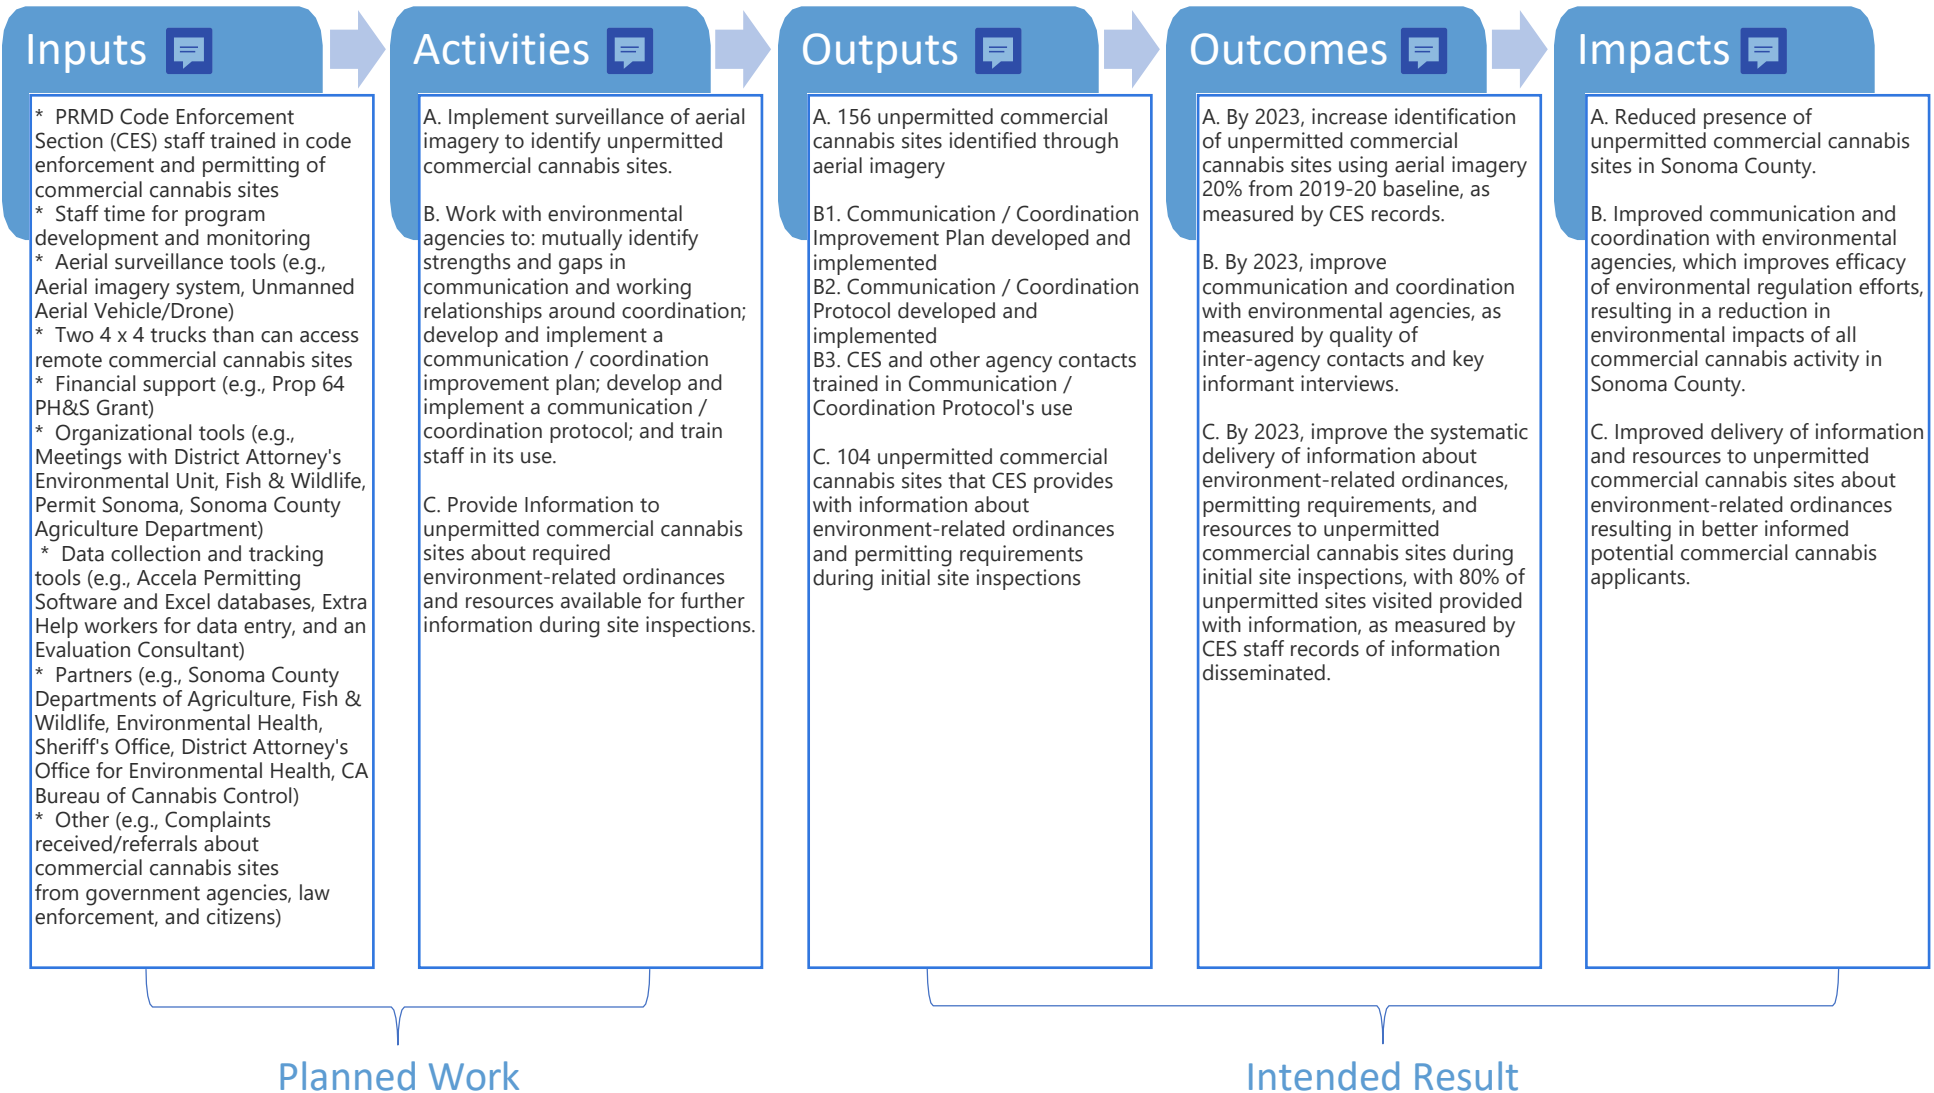 Inputs
* PRMD Code Enforcement
Section (CES) staff trained in code
enforcement and permitting of
commercial cannabis sites
* Staff time for program
development and monitoring
* Aerial surveillance tools (e.g.,
Aerial imagery system, Unmanned
Aerial Vehicle/Drone)
* Two 4 x 4 trucks than can access
remote commercial cannabis sites
* Financial support (e.g., Prop 64
PH&S Grant)
* Organizational tools (e.g.,
Meetings with District Attorney's
Environmental Unit, Fish & Wildlife,
Permit Sonoma, Sonoma County
Agriculture Department)
* Data collection and tracking
tools (e.g., Accela Permitting
Software and Excel databases, Extra
Help workers for data entry, and an
Evaluation Consultant)
* Partners (e.g., Sonoma County
Departments of Agriculture, Fish &
Wildlife, Environmental Health,
Sheriff's Office, District Attorney's
Office for Environmental Health, CA
Bureau of Cannabis Control)
* Other (e.g., Complaints
received/referrals about
commercial cannabis sites
from government agencies, law
enforcement, and citizens)
Activities
A. Implement surveillance of aerial
imagery to identify unpermitted
commercial cannabis sites.
B. Work with environmental
agencies to: mutually identify
strengths and gaps in
communication and working
relationships around coordination;
develop and implement a
communication / coordination
improvement plan; develop and
implement a communication /
coordination protocol; and train
staff in its use.
C. Provide Information to
unpermitted commercial cannabis
sites about required
environment-related ordinances
and resources available for further
information during site inspections.
Outputs
A. 156 unpermitted commercial
cannabis sites identified through
aerial imagery
B1. Communication / Coordination
Improvement Plan developed and
implemented
B2. Communication / Coordination
Protocol developed and
implemented
B3. CES and other agency contacts
trained in Communication /
Coordination Protocol's use
C. 104 unpermitted commercial
cannabis sites that CES provides
with information about
environment-related ordinances
and permitting requirements
during initial site inspections
Outcomes
A. By 2023, increase identification
of unpermitted commercial
cannabis sites using aerial imagery
20% from 2019-20 baseline, as
measured by CES records.
B. By 2023, improve
communication and coordination
with environmental agencies, as
measured by quality of
inter-agency contacts and key
informant interviews.
C. By 2023, improve the systematic
delivery of information about
environment-related ordinances,
permitting requirements, and
resources to unpermitted
commercial cannabis sites during
initial site inspections, with 80% of
unpermitted sites visited provided
with information, as measured by
CES staff records of information
disseminated.
Impacts
A. Reduced presence of
unpermitted commercial cannabis
sites in Sonoma County.
B. Improved communication and
coordination with environmental
agencies, which improves efficacy
of environmental regulation efforts,
resulting in a reduction in
environmental impacts of all
commercial cannabis activity in
Sonoma County.
C. Improved delivery of information
and resources to unpermitted
commercial cannabis sites about
environment-related ordinances
resulting in better informed
potential commercial cannabis
applicants.
Planned Work
Intended Result